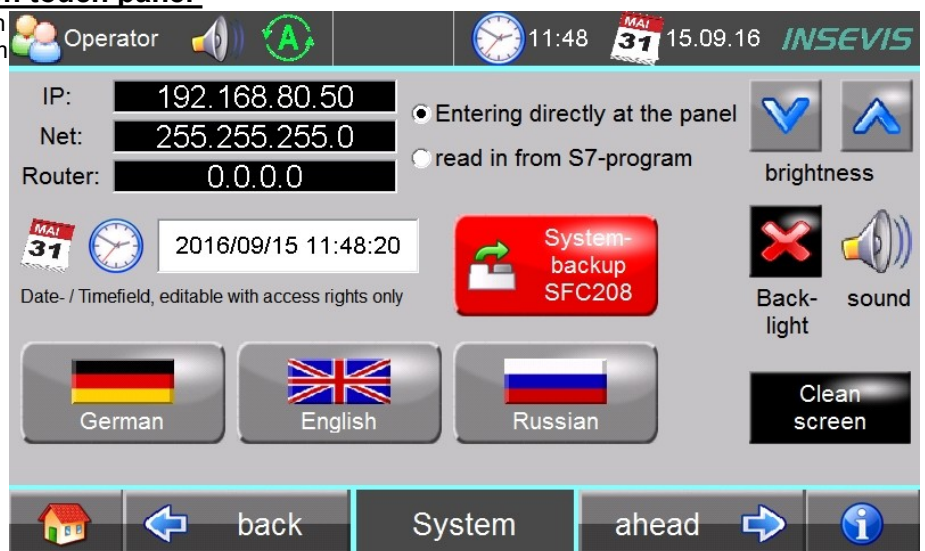 touch panel
Operator
A
11:48
MAI
31
15.09.16
INSEVIS
IP: 192.168.80.50
Net: 255.255.255.0
Router: 0.0.0.0
Entering directly at the panel
read in from S7-program
brightness
MAI
31
2016/09/15 11:48:20
Date- / Timefield, editable with access rights only
System-
backup
SFC208
Back-
light
sound
German
English
Russian
Clean
screen
back
System
ahead
i